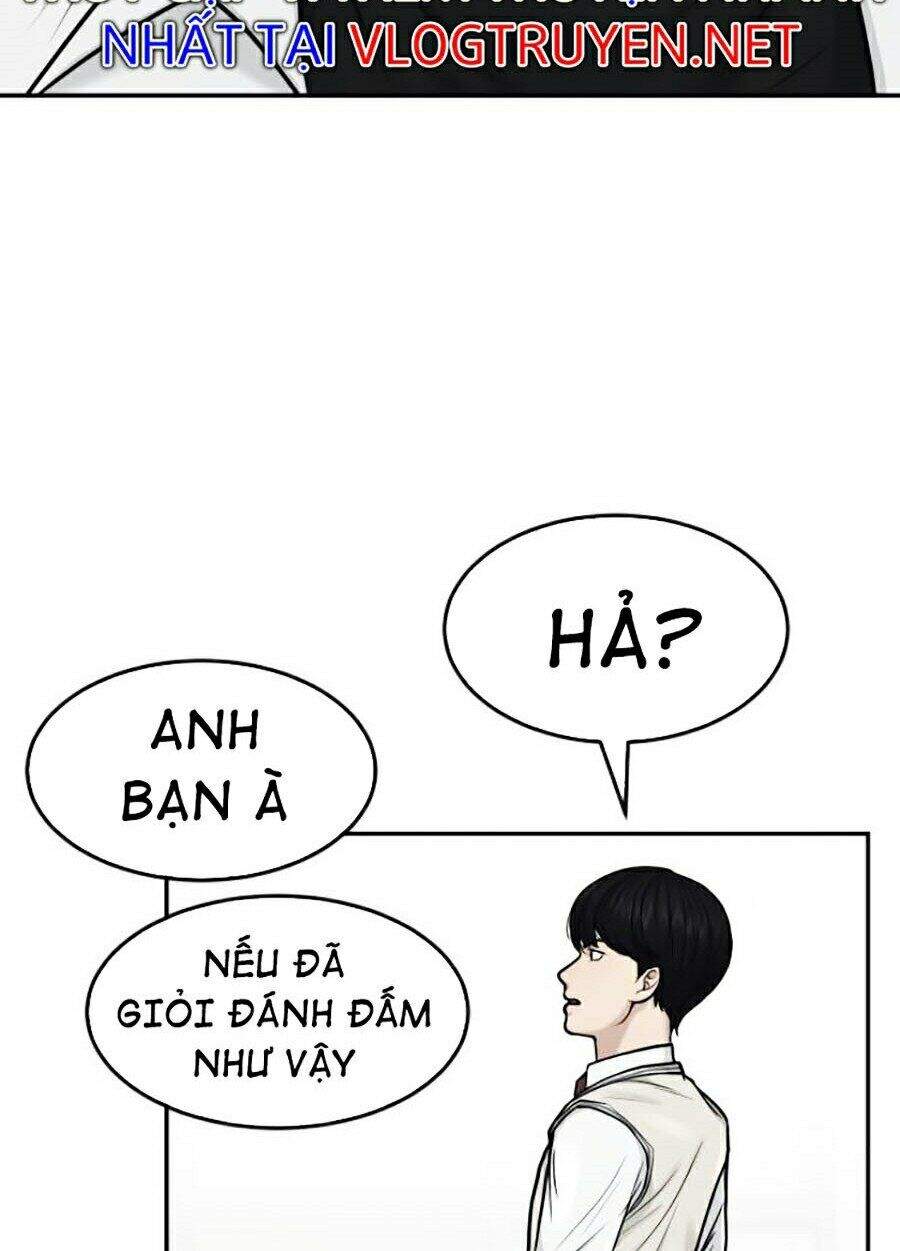 NHẤT TẠI VLOGTRUYEN.NET
HẢ?
ANH
BẠN À
NẾU ĐÃ
GIỎI ĐÁNH ĐẤM
NHƯ VẬY